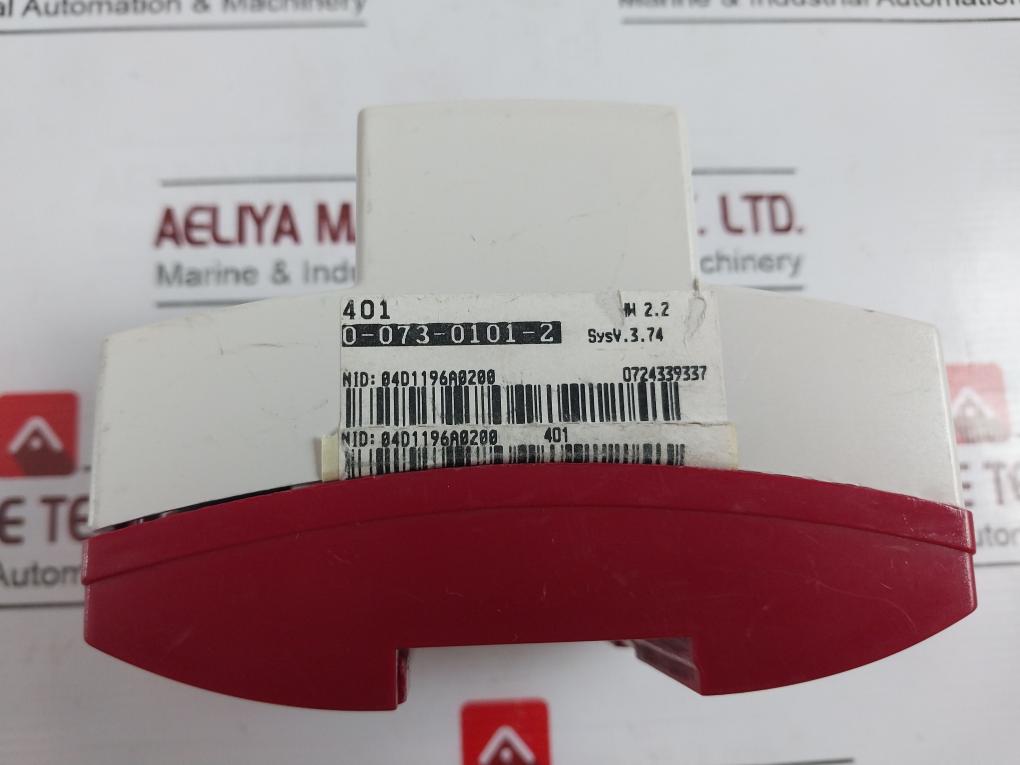 al Automation & Machinery
Marine & Industrial Automation
AELIYA MA
. LTD.
Marine & Indu
chinery
401
HW 2.2
0-073-0101-2
SysV.3.74
NID: 04D1196A0200
0724339337
NID: 04D1196A0200 401
E TE
Autom